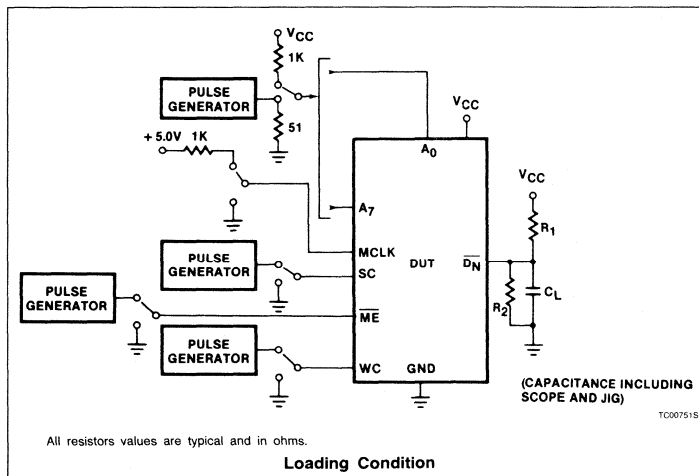 VCC
1K
PULSE
GENERATOR
51
+ 5.0V 1K
VCC
A0
VCC
R1
A7
MCLK
DUT
DN
SC
R2
CL
PULSE
GENERATOR
PULSE
GENERATOR
ME
PULSE
GENERATOR
WC
GND
(CAPACITANCE INCLUDING
SCOPE AND JIG)
TC00751S
All resistors values are typical and in ohms.
Loading Condition